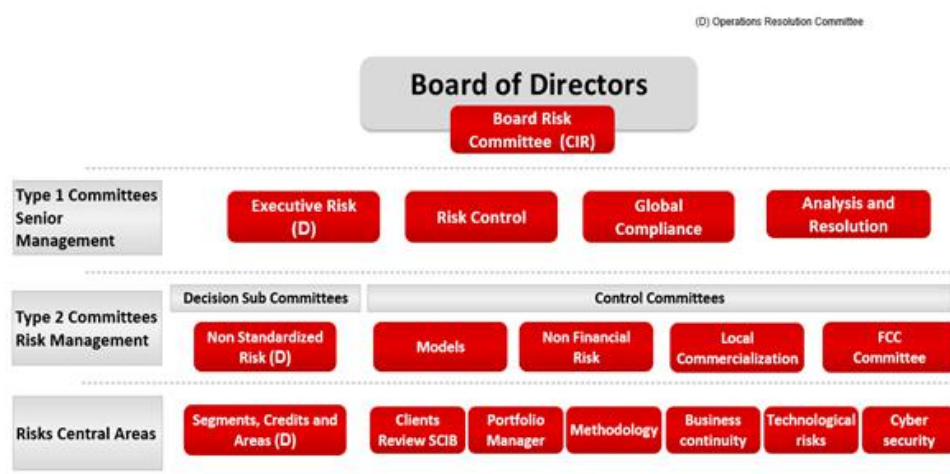 (D) Operations Resolution Committee
Board of Directors
Board Risk
Committee (CIR)
Type 1 Committees
Senior
Management
Executive Risk
(D)
Risk Control
Global
Compliance
Analysis and
Resolution
Type 2 Committees
Risk Management
Decision Sub Committees
Control Committees
Non Standardized
Risk (D)
Models
Non Financial
Risk
Local
Commercialization
FCC
Committee
Risks Central Areas
Segments, Credits and
Areas (D)
Clients
Review SCIB
Portfolio
Manager
Methodology
Business
continuity
Technological
risks
Cyber
security